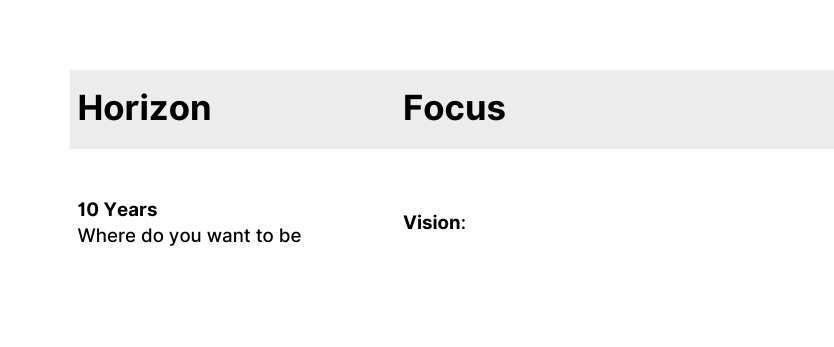 Horizon
Focus
10 Years
Where do you want to be
Vision: